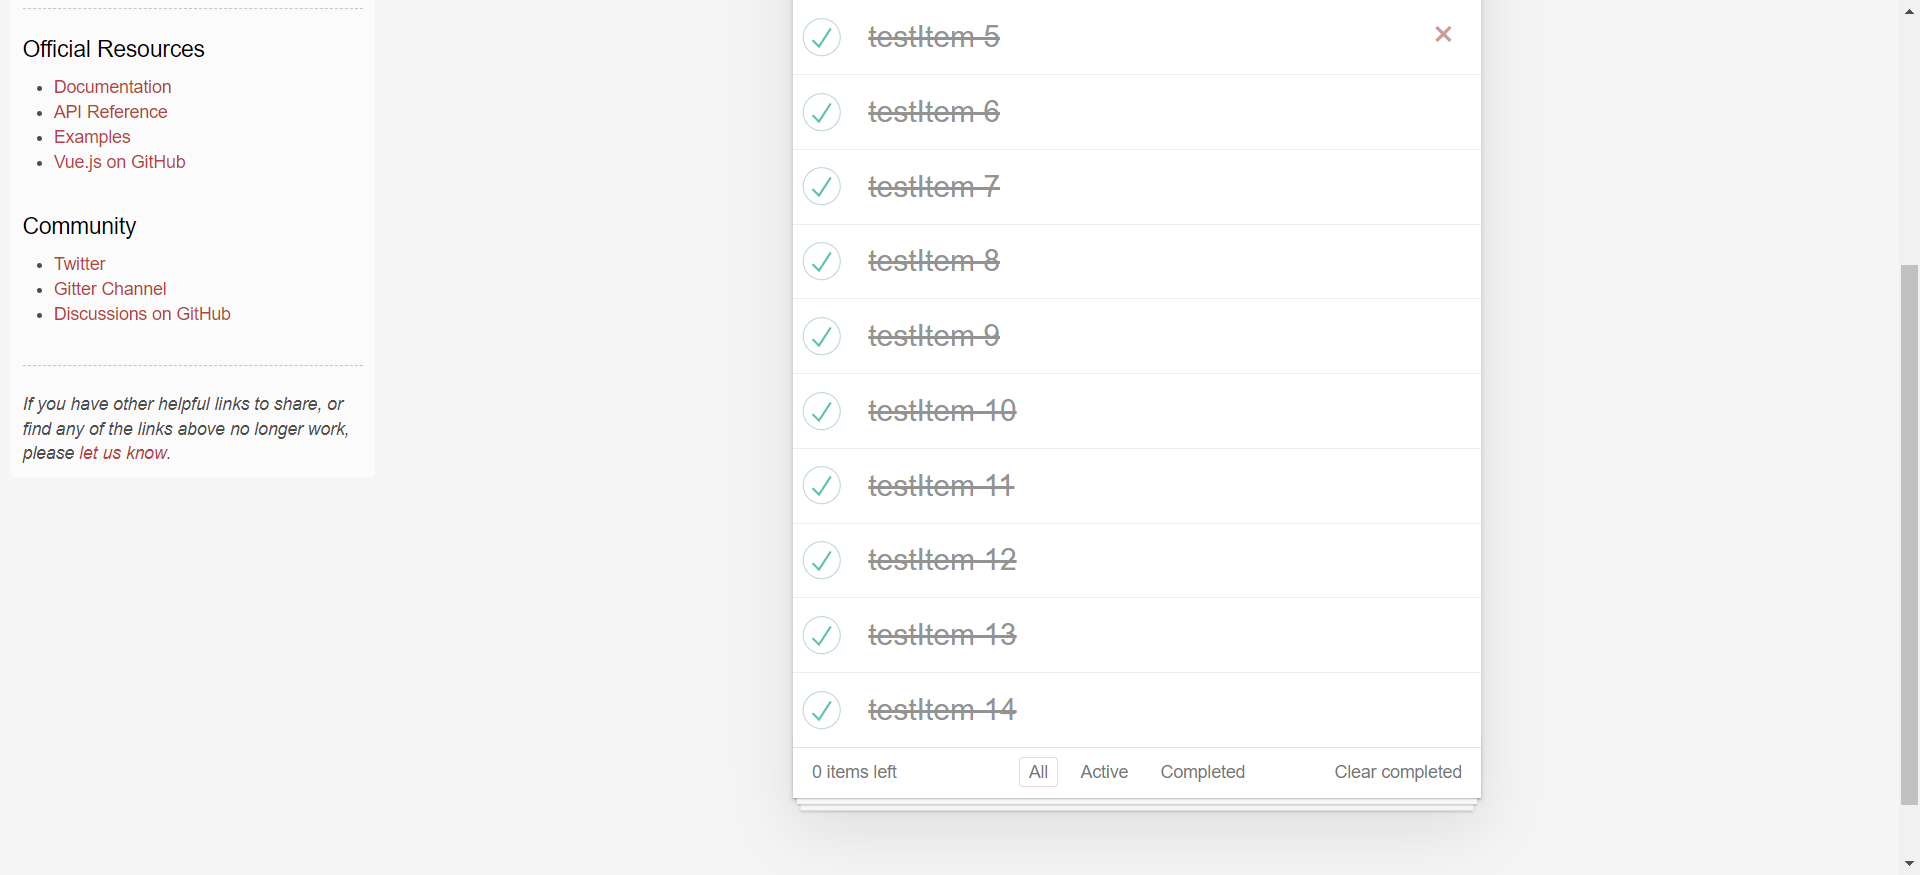 Official Resources
Documentation
API Reference
Examples
Vue.js on GitHub
Community
Twitter
Gitter Channel
Discussions on GitHub
If you have other helpful links to share, or
find any of the links above no longer work,
please let us know.
testItem 5
testItem 6
testItem 7
testItem 8
testItem 9
testItem 10
testItem 11
testItem 12
testItem 13
testItem 14
0 items left All Active Completed Clear completed